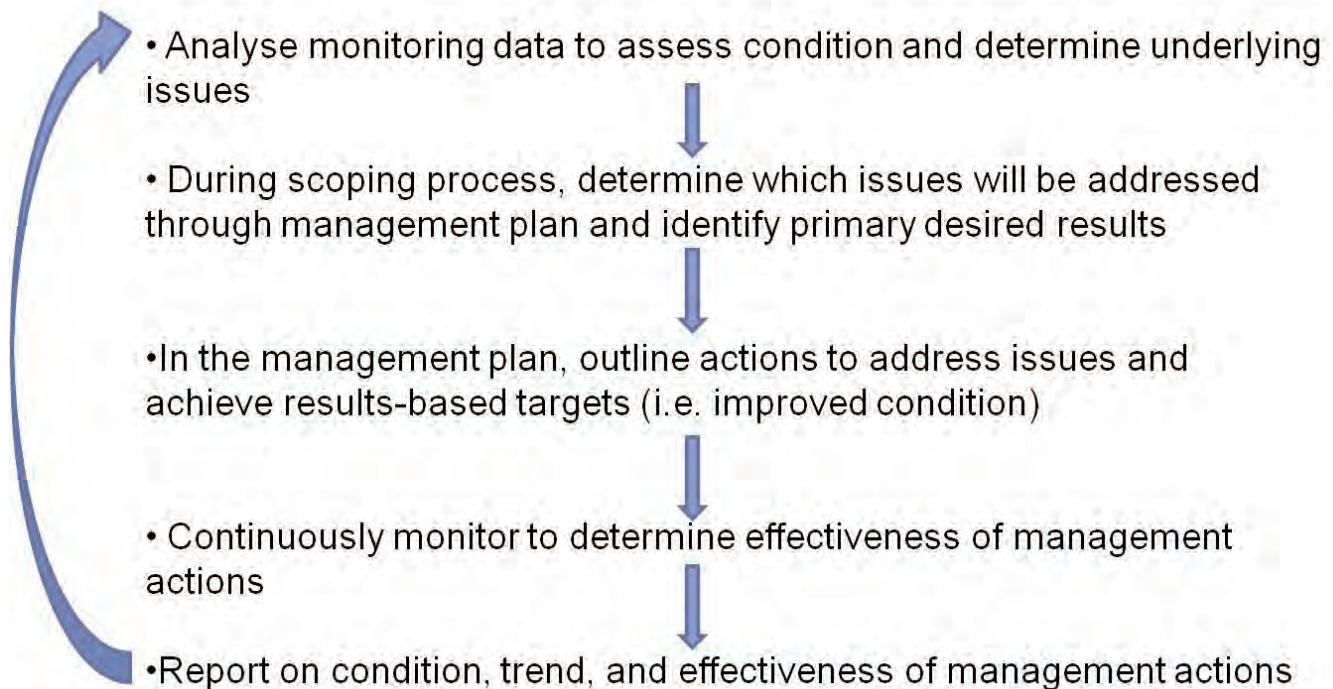 • Analyse monitoring data to assess condition and determine underlying
issues
• During scoping process, determine which issues will be addressed
through management plan and identify primary desired results
•In the management plan, outline actions to address issues and
achieve results-based targets (i.e. improved condition)
• Continuously monitor to determine effectiveness of management
actions
•Report on condition, trend, and effectiveness of management actions